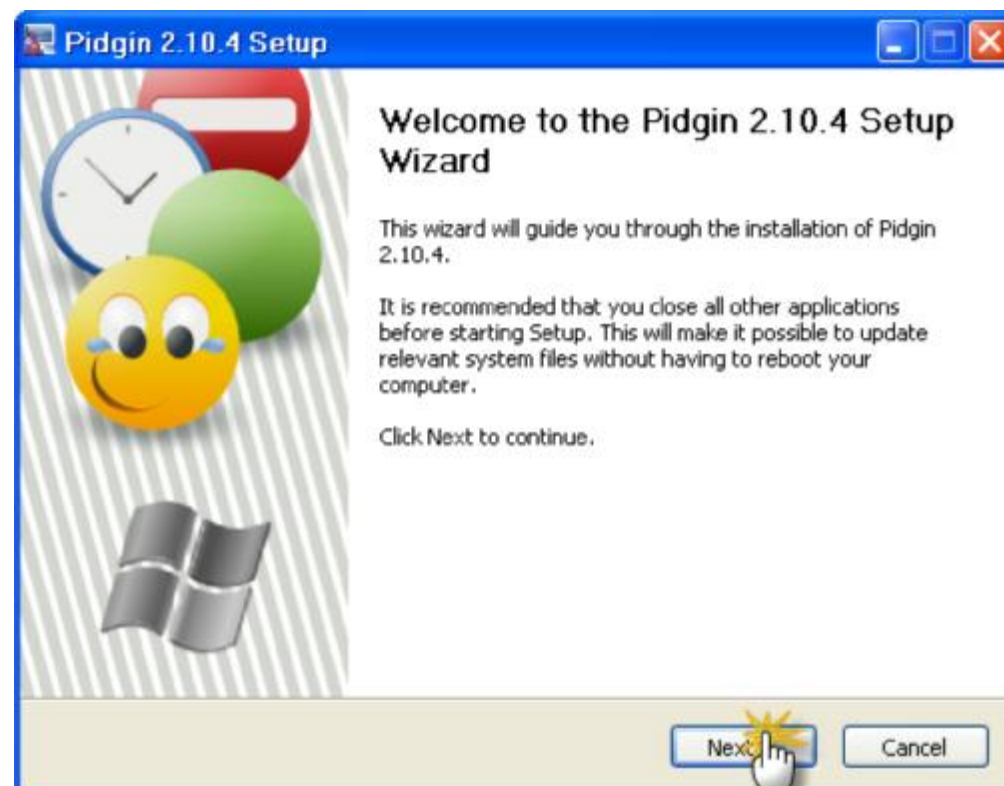 Pidgin 2.10.4 Setup
Welcome to the Pidgin 2.10.4 Setup
Wizard
This wizard will guide you through the installation of Pidgin
2.10.4.
It is recommended that you close all other applications
before starting Setup. This will make it possible to update
relevant system files without having to reboot your
computer.
Click Next to continue.
Next
Cancel